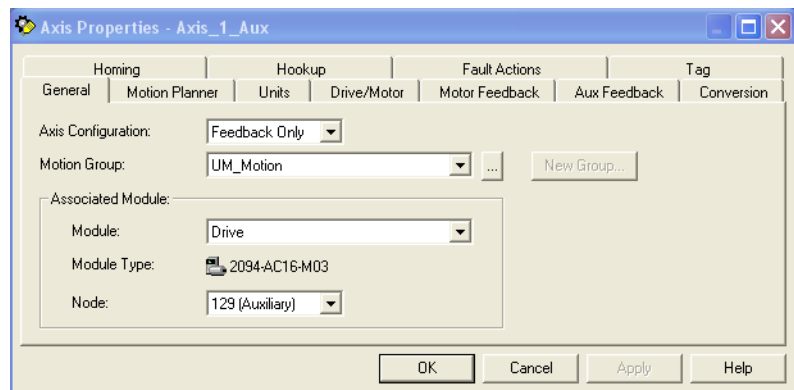 Axis Properties - Axis_1_Aux
Homing Hookup Fault Actions Tag
General Motion Planner Units Drive/Motor Motor Feedback Aux Feedback Conversion
Axis Configuration: Feedback Only
Motion Group: UM_Motion ... New Group...
Associated Module:
Module: Drive
Module Type: 2094-AC16-M03
Node: 129 (Auxiliary)
OK Cancel Apply Help